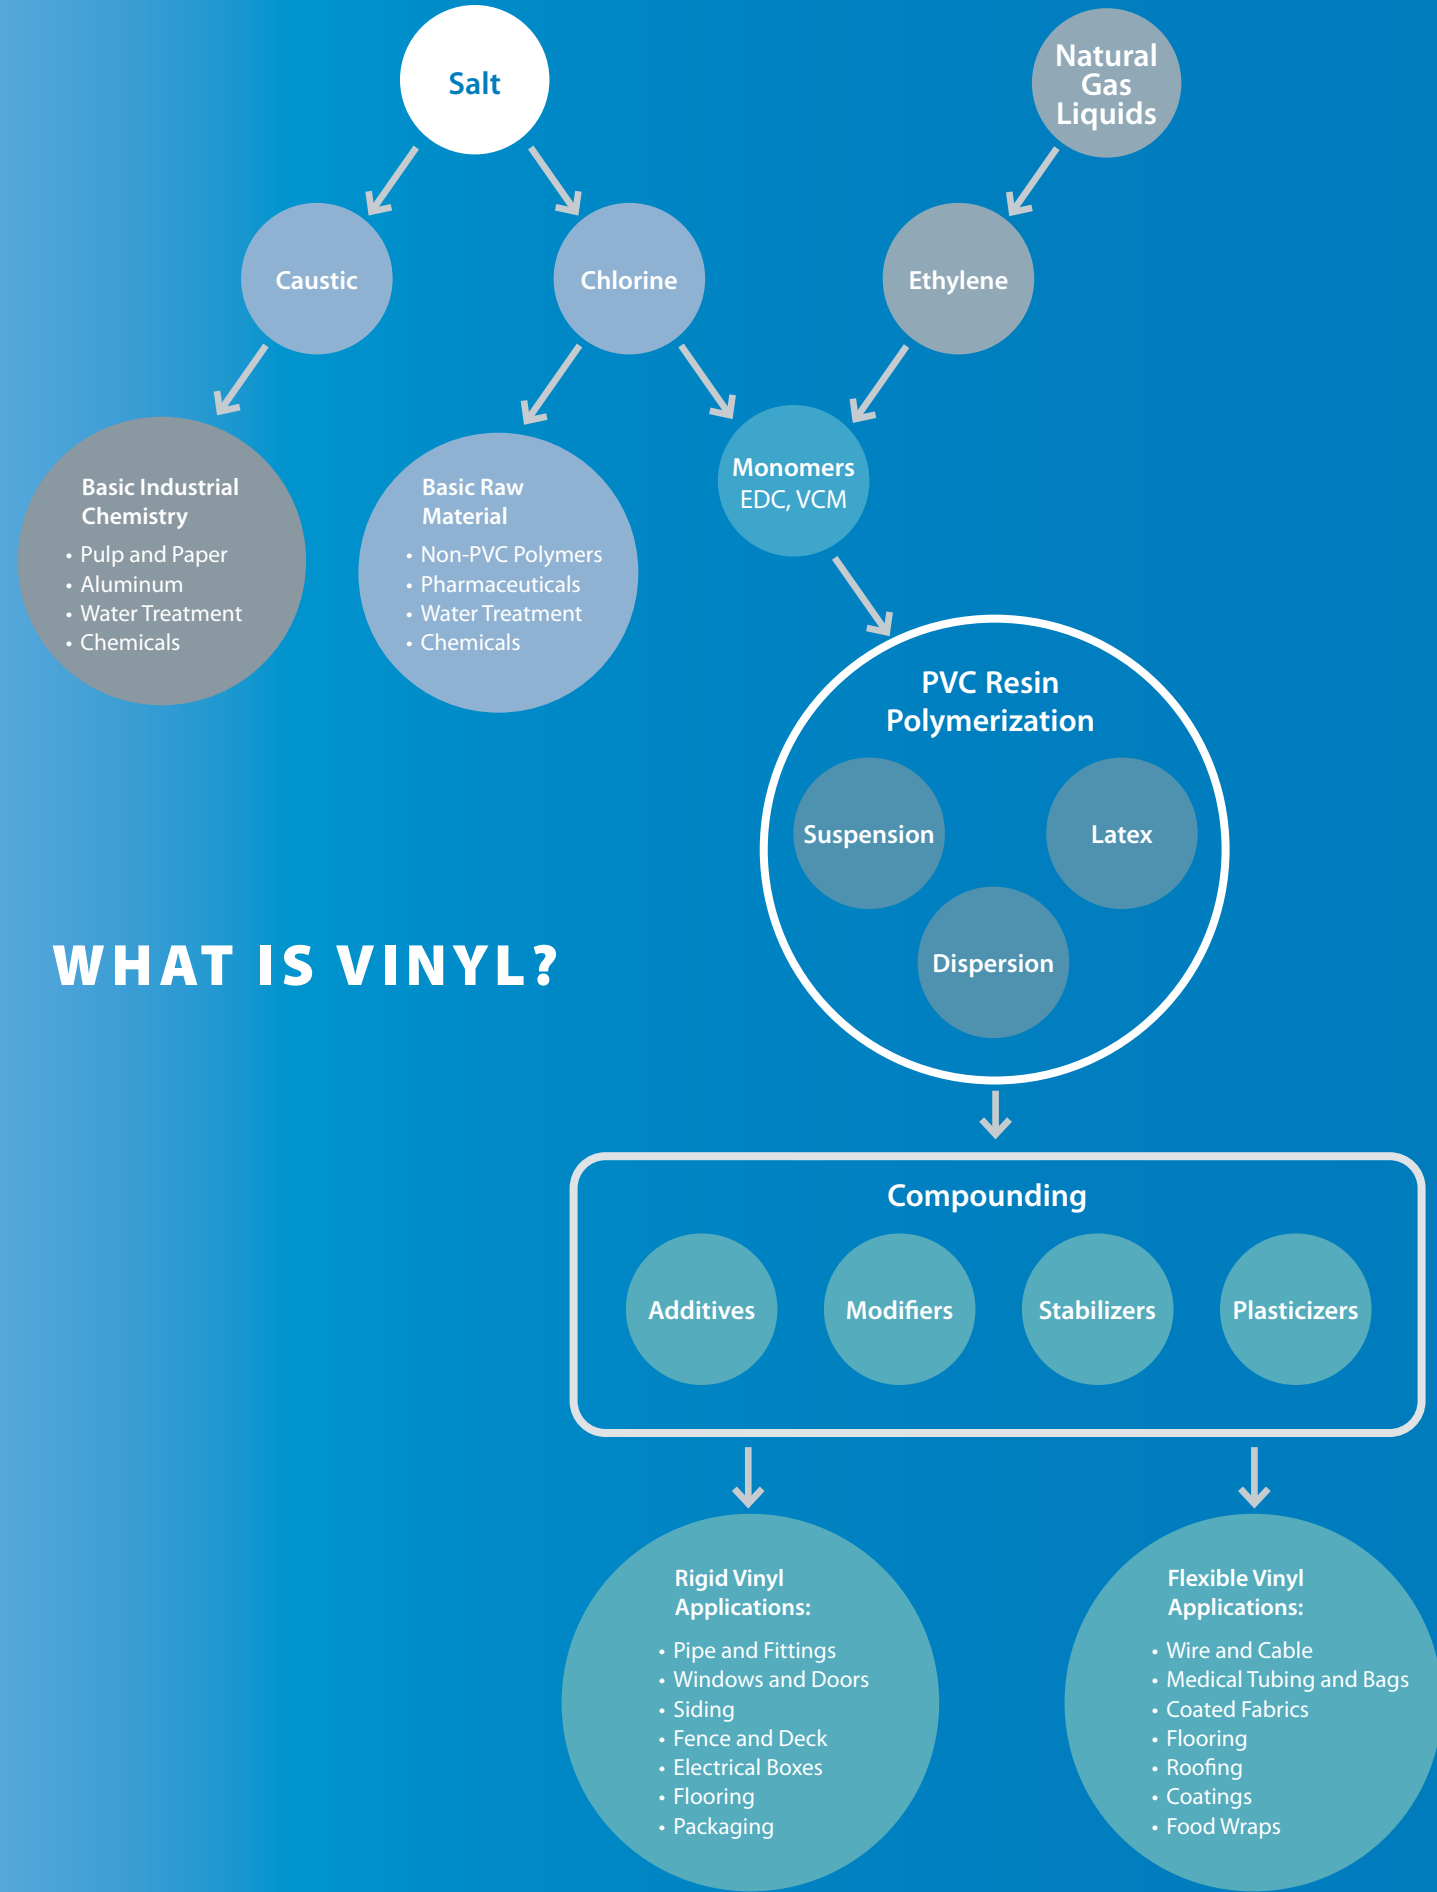 Salt
Natural
Gas
Liquids
Caustic
Chlorine
Ethylene
Basic Industrial
Chemistry
• Pulp and Paper
• Aluminum
• Water Treatment
• Chemicals
Basic Raw
Material
• Non-PVC Polymers
• Pharmaceuticals
• Water Treatment
• Chemicals
Monomers
EDC, VCM
PVC Resin
Polymerization
Suspension
Latex
Dispersion
WHAT IS VINYL?
Compounding
Additives
Modifiers
Stabilizers
Plasticizers
Rigid Vinyl
Applications:
• Pipe and Fittings
• Windows and Doors
• Siding
• Fence and Deck
• Electrical Boxes
• Flooring
• Packaging
Flexible Vinyl
Applications:
• Wire and Cable
• Medical Tubing and Bags
• Coated Fabrics
• Flooring
• Roofing
• Coatings
• Food Wraps